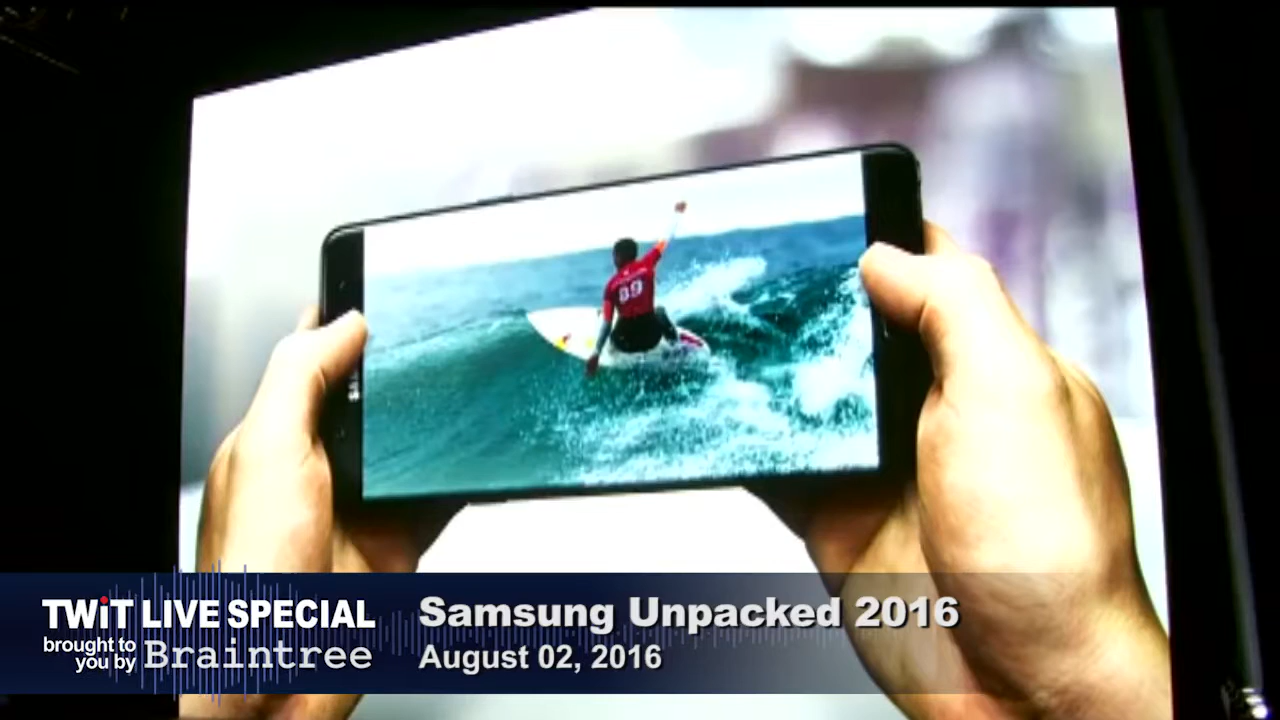 89
TWiT LIVE SPECIAL
brought to
you by Braintree
Samsung Unpacked 2016
August 02, 2016